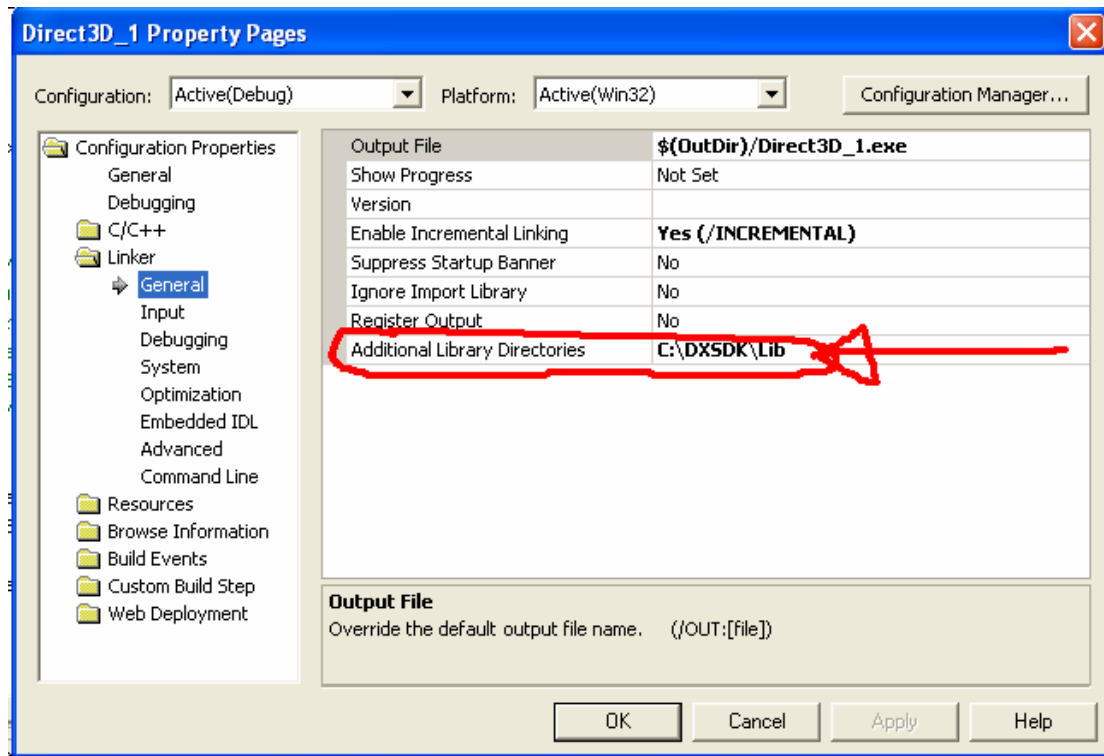 Direct3D_1 Property Pages
Configuration: Active(Debug) Platform: Active(Win32) Configuration Manager...
Configuration Properties
General
Debugging
C/C++
Linker
General
Input
Debugging
System
Optimization
Embedded IDL
Advanced
Command Line
Resources
Browse Information
Build Events
Custom Build Step
Web Deployment
Output File $(OutDir)/Direct3D_1.exe
Show Progress Not Set
Version
Enable Incremental Linking Yes (/INCREMENTAL)
Suppress Startup Banner No
Ignore Import Library No
Register Output No
Additional Library Directories C:\DXSDK\Lib
Output File
Override the default output file name. (/OUT:[file])
OK Cancel Apply Help